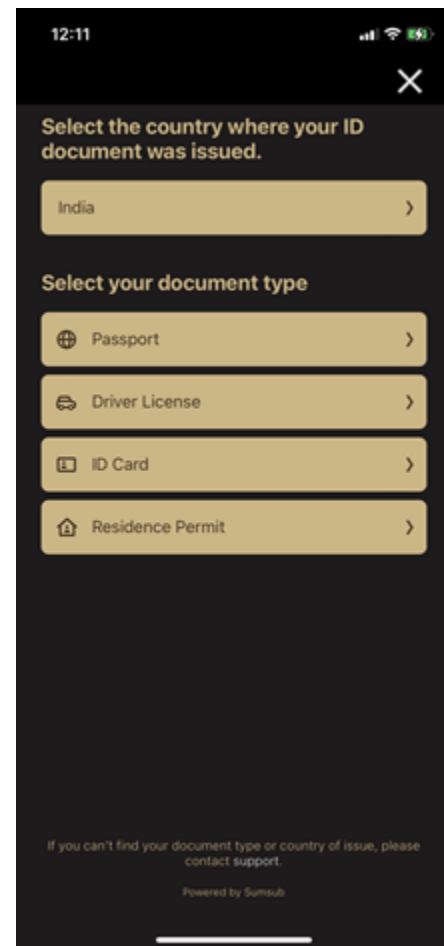 12:11
Select the country where your ID
document was issued.
India
Select your document type
Passport
Driver License
ID Card
Residence Permit
If you can't find your document type or country of issue, please
contact support.
Powered by Sumsub